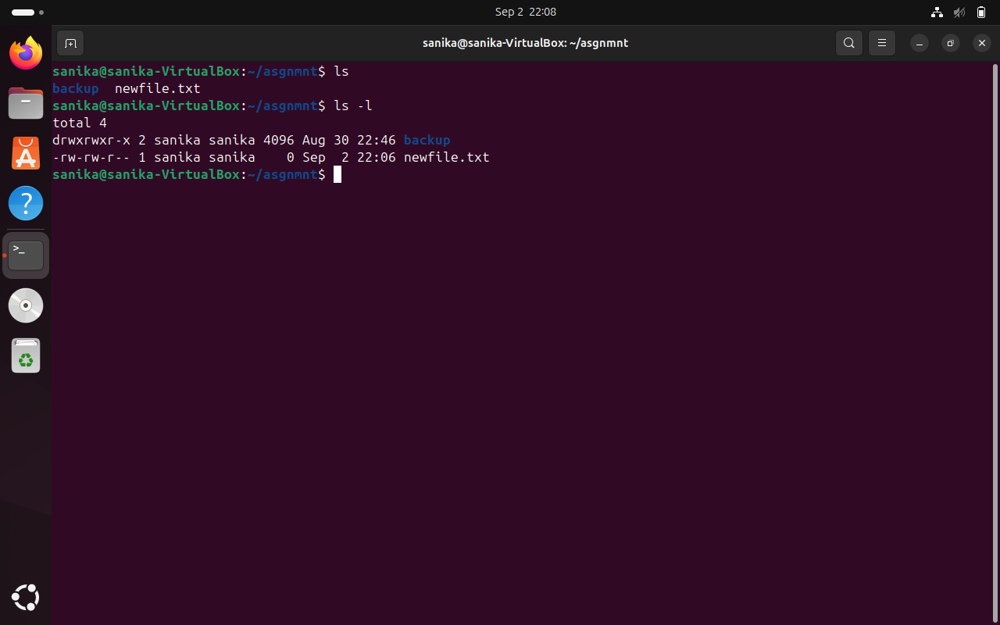 Sep 2 22:08
sanika@sanika-VirtualBox: ~/asgnmnt
sanika@sanika-VirtualBox:~/asgnmnt$ ls
backup  newfile.txt
sanika@sanika-VirtualBox:~/asgnmnt$ ls -l
total 4
drwxrwxr-x 2 sanika sanika 4096 Aug 30 22:46 backup
-rw-rw-r-- 1 sanika sanika    0 Sep  2 22:06 newfile.txt
sanika@sanika-VirtualBox:~/asgnmnt$